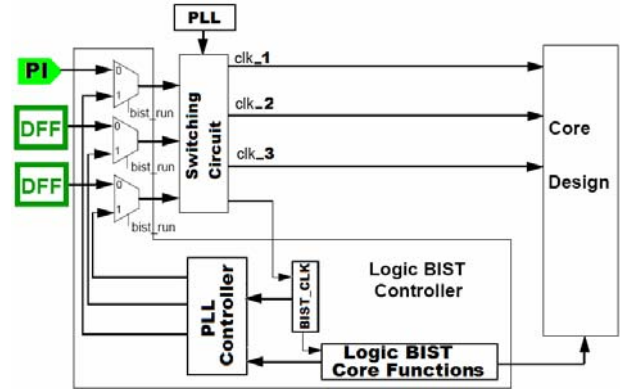 PLL
PI
0
1
bist_run
DFF
0
1
bist_run
DFF
0
1
bist_run
Switching
Circuit
clk_1
clk_2
clk_3
Core
Design
PLL
Controller
BIST_CLK
Logic BIST
Controller
Logic BIST
Core Functions